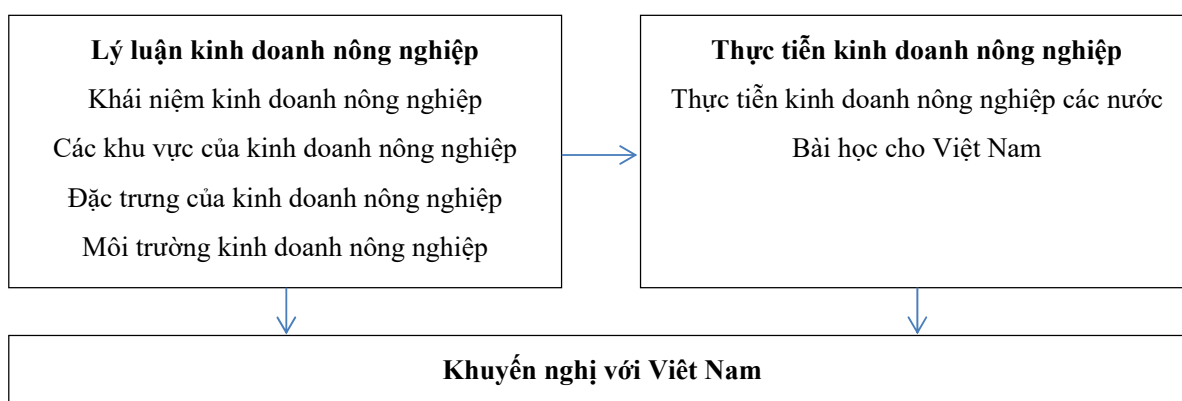 Lý luận kinh doanh nông nghiệp
Khái niệm kinh doanh nông nghiệp
Các khu vực của kinh doanh nông nghiệp
Đặc trưng của kinh doanh nông nghiệp
Môi trường kinh doanh nông nghiệp
Thực tiễn kinh doanh nông nghiệp
Thực tiễn kinh doanh nông nghiệp các nước
Bài học cho Việt Nam
Khuyến nghị với Viêt Nam